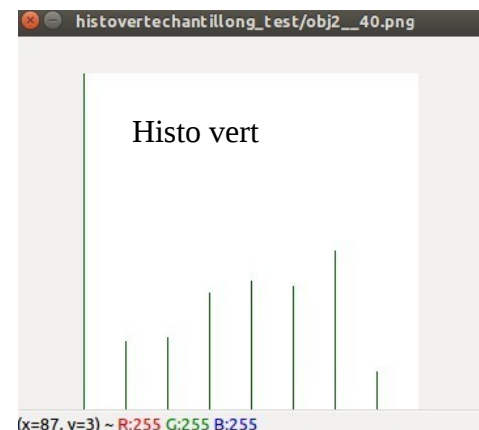 histovertechantillong_test/obj2__40.png
Histo vert
(x=87, y=3) ~ R:255 G:255 B:255